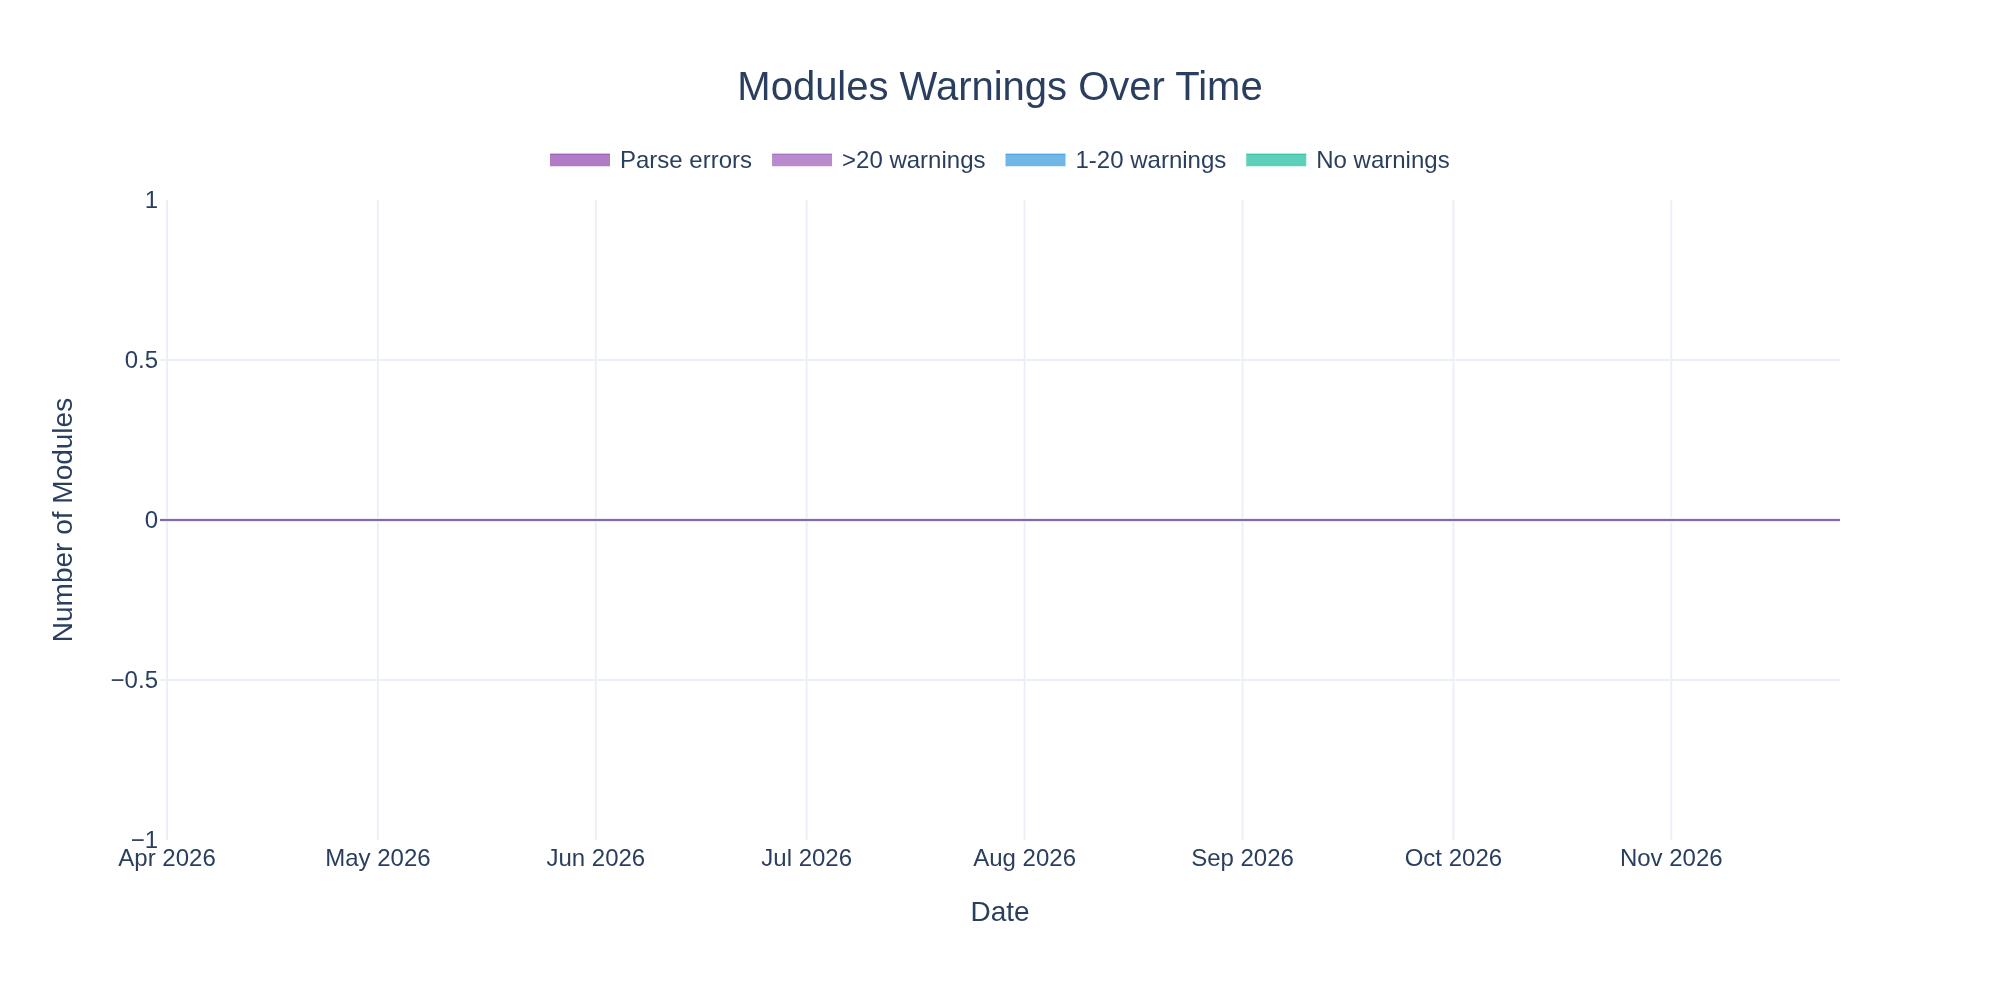 Modules Warnings Over Time
Parse errors >20 warnings 1-20 warnings No warnings
1
0.5
0
−0.5
−1
Number of Modules
Apr 2026 May 2026 Jun 2026 Jul 2026 Aug 2026 Sep 2026 Oct 2026 Nov 2026
Date